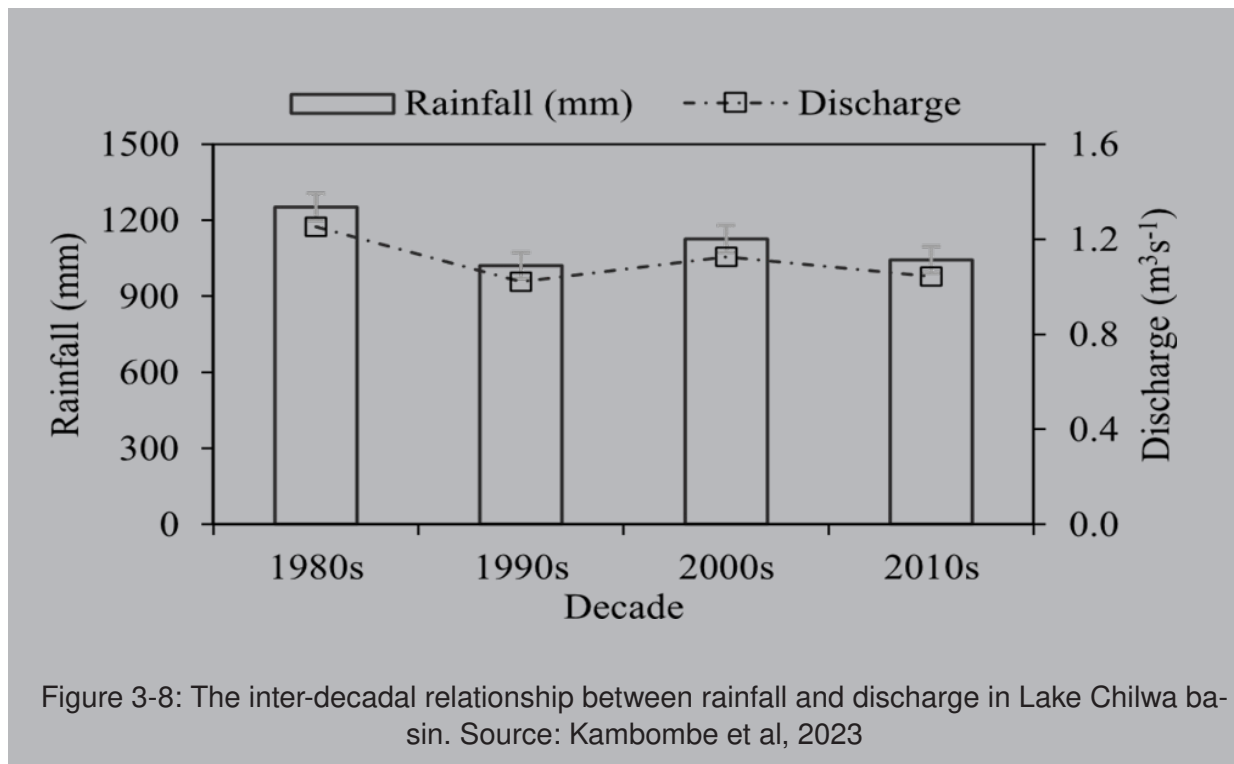 Rainfall (mm) Discharge
1500
1200
900
600
300
0
Rainfall (mm)
1.6
1.2
0.8
0.4
0.0
Discharge (m³s⁻¹)
1980s 1990s 2000s 2010s
Decade
Figure 3-8: The inter-decadal relationship between rainfall and discharge in Lake Chilwa ba-
sin. Source: Kambombe et al, 2023